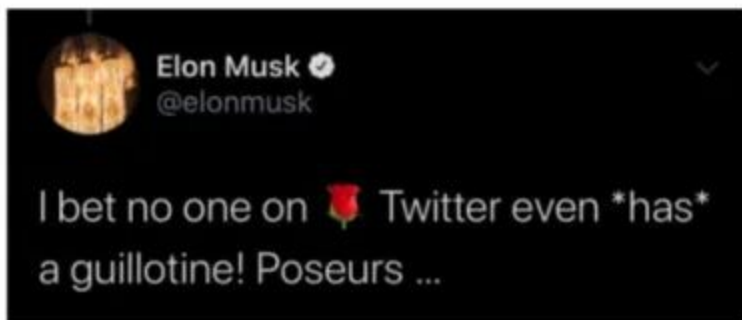 Elon Musk
@elonmusk
I bet no one on 🌹 Twitter even *has*
a guillotine! Poseurs ...